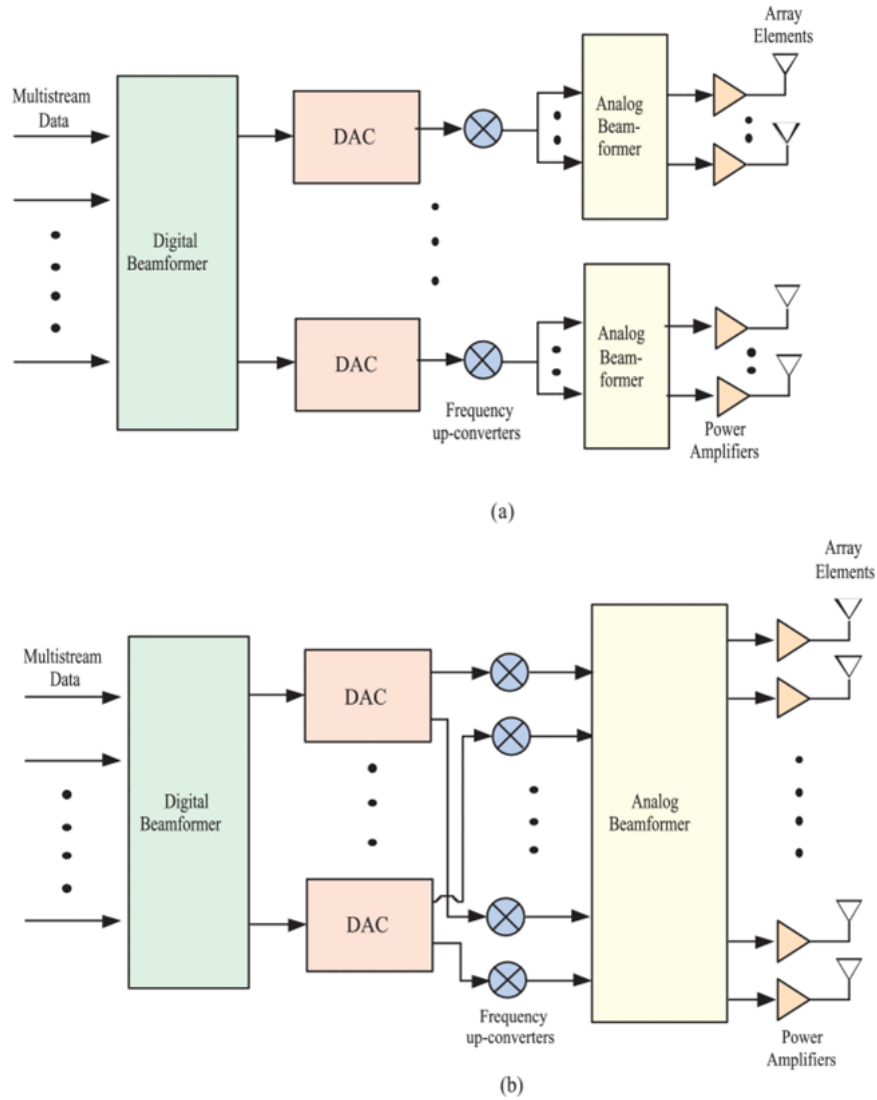 Array
Elements
Multistream
Data
DAC
Analog
Beam-
former
Digital
Beamformer
DAC
Analog
Beam-
former
Frequency
up-converters
Power
Amplifiers
(a)
Array
Elements
Multistream
Data
DAC
Digital
Beamformer
Analog
Beamformer
DAC
Frequency
up-converters
Power
Amplifiers
(b)